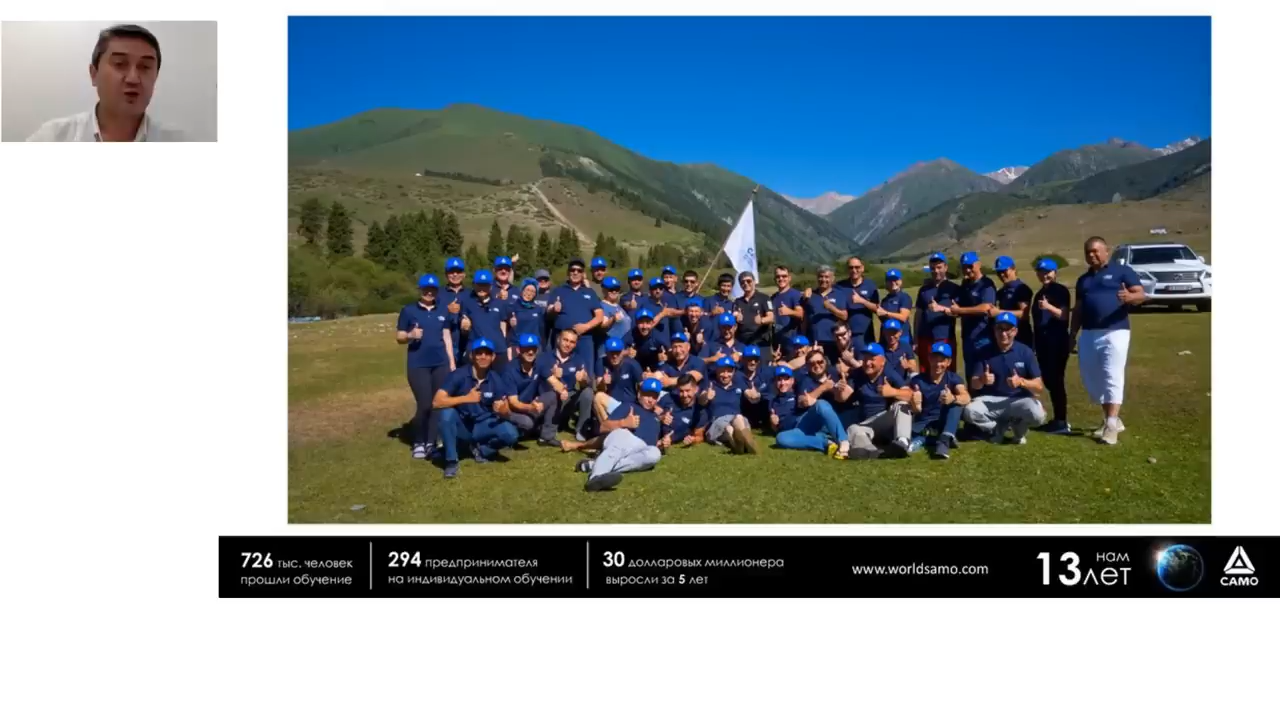 726 тыс. человек
прошли обучение
294 предпринимателя
на индивидуальном обучении
30 долларовых миллионера
выросли за 5 лет
www.worldsamo.com
13 нам
лет
САМО